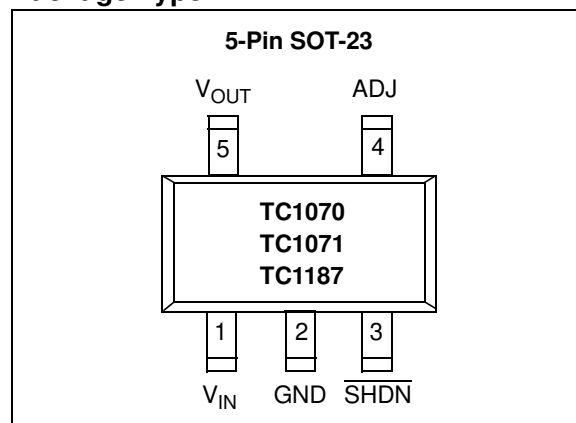 5-Pin SOT-23
VOUT ADJ
5 4
TC1070
TC1071
TC1187
1 2 3
VIN GND SHDN